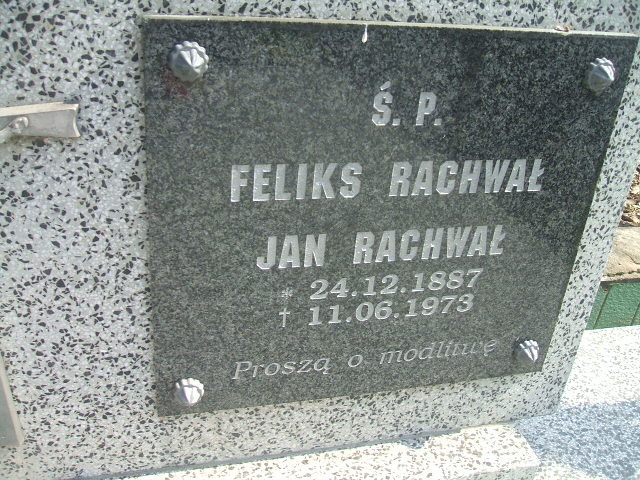 Ś. P.
FELIKS RACHWAŁ
JAN RACHWAŁ
* 24.12.1887
† 11.06.1973
Proszą o modlitwę